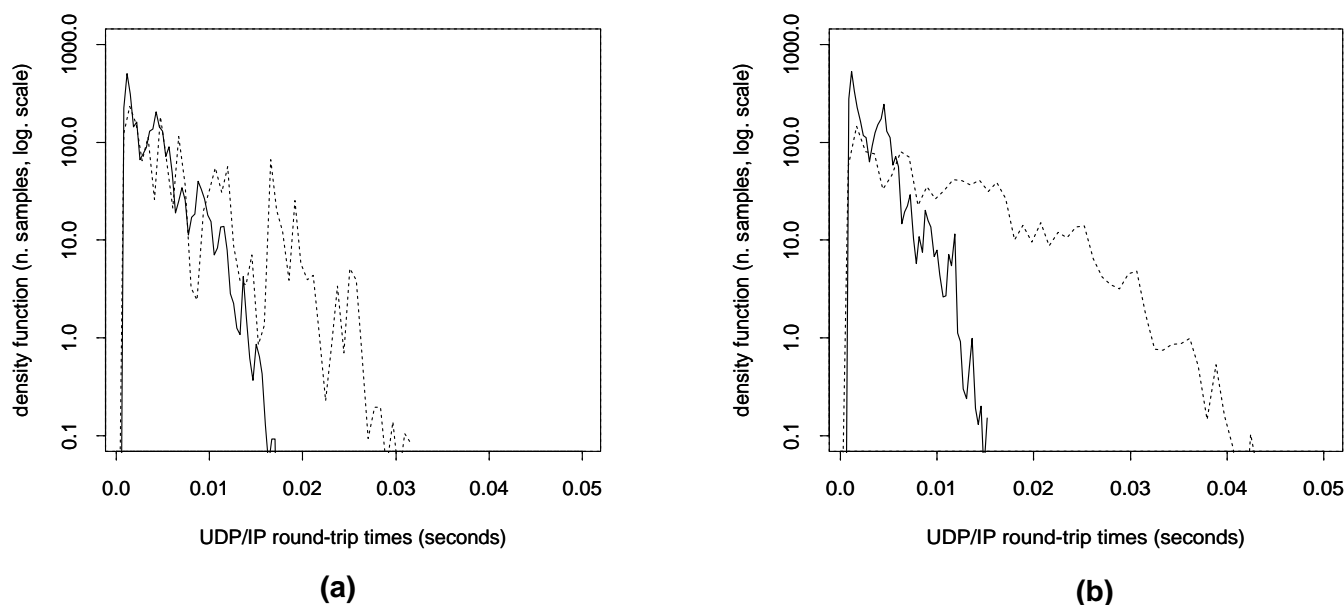 density function (n. samples, log. scale)
1000.0
100.0
10.0
1.0
0.1
0.0 0.01 0.02 0.03 0.04 0.05
UDP/IP round-trip times (seconds)
(a)
density function (n. samples, log. scale)
1000.0
100.0
10.0
1.0
0.1
0.0 0.01 0.02 0.03 0.04 0.05
UDP/IP round-trip times (seconds)
(b)